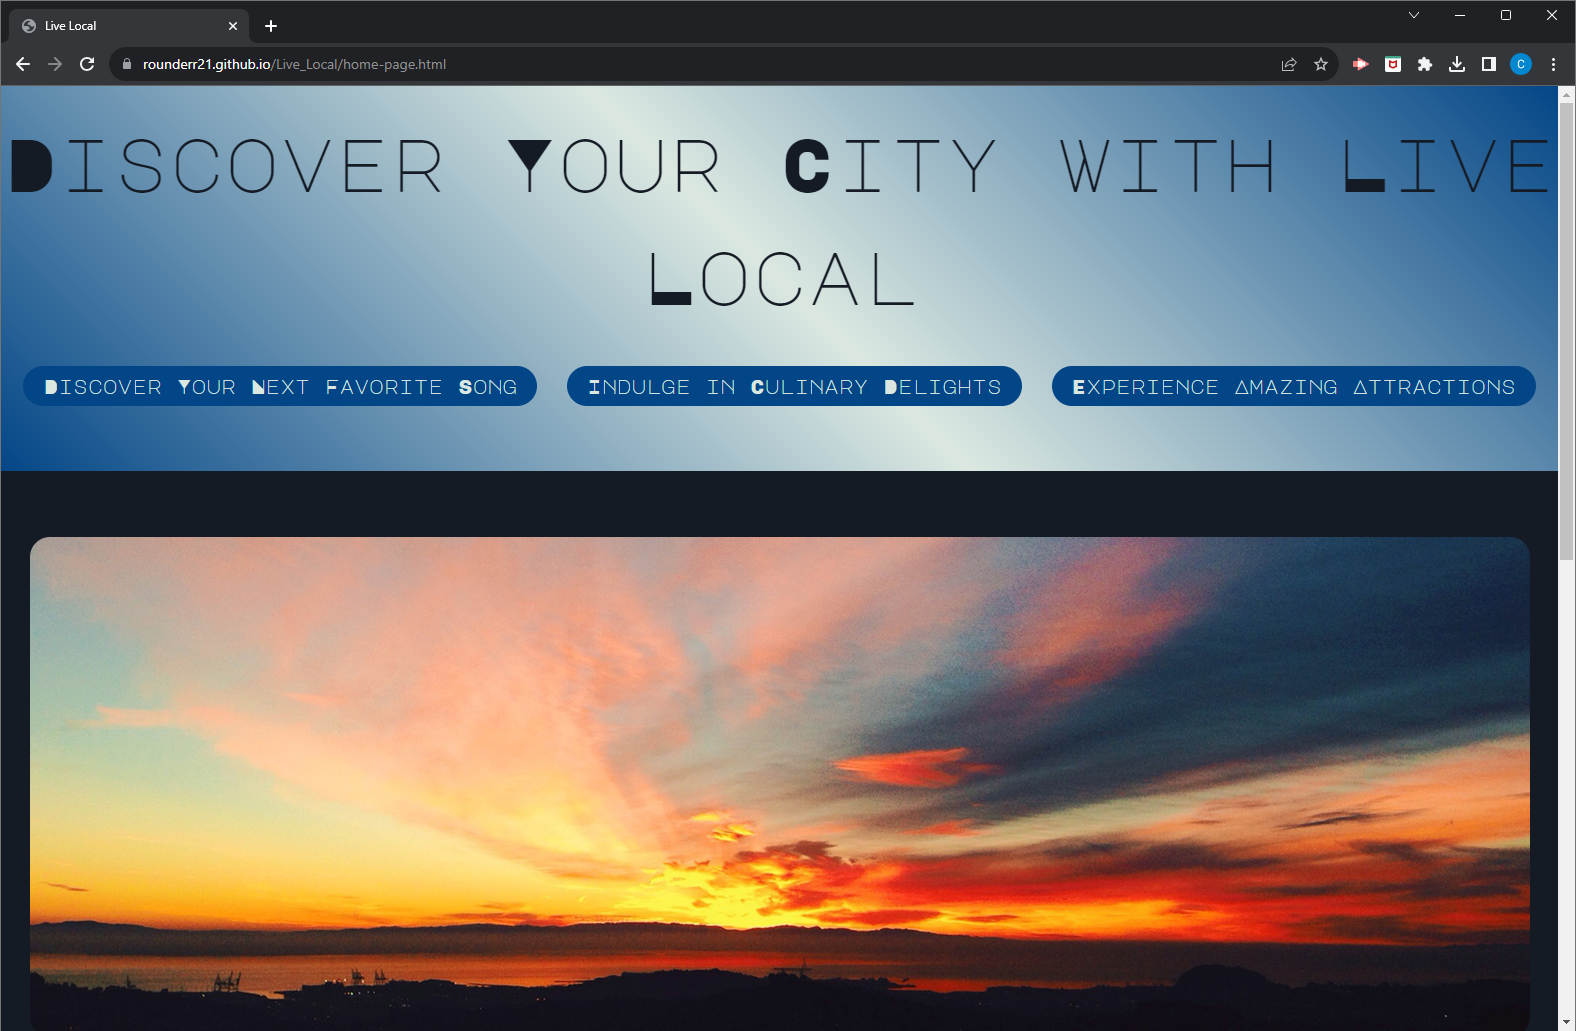 Live Local
rounderr21.github.io/Live_Local/home-page.html
C
Discover Your City with Live
Local
Discover Your Next Favorite Song
Indulge in Culinary Delights
Experience Amazing Attractions